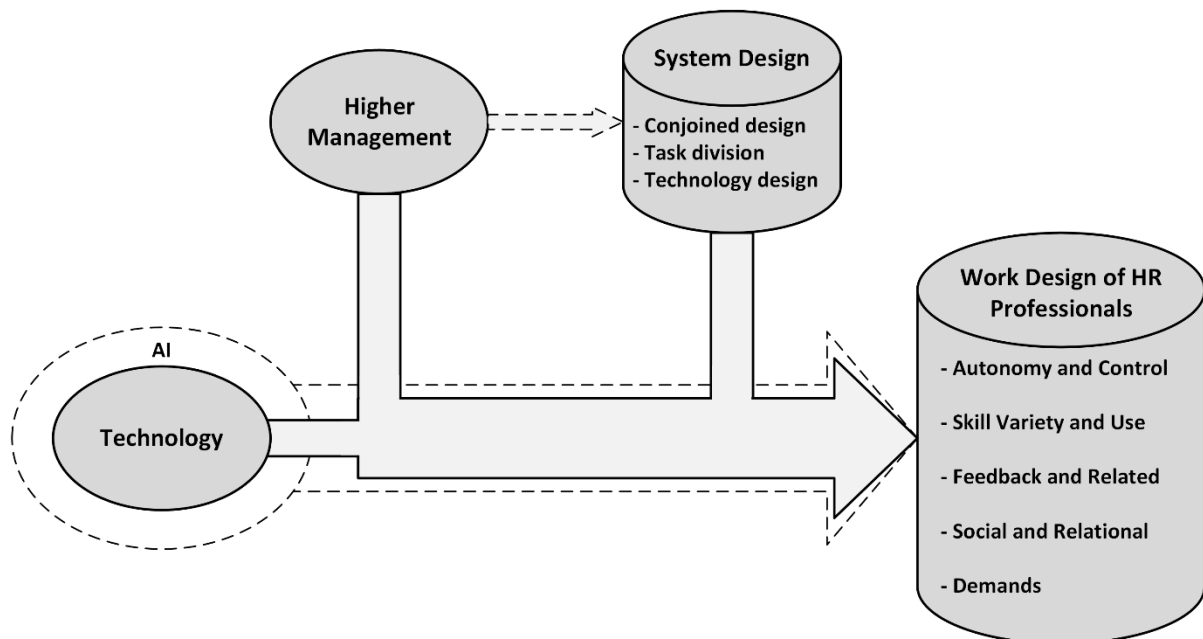 Higher
Management
System Design
- Conjoined design
- Task division
- Technology design
AI
Technology
Work Design of HR
Professionals
- Autonomy and Control
- Skill Variety and Use
- Feedback and Related
- Social and Relational
- Demands